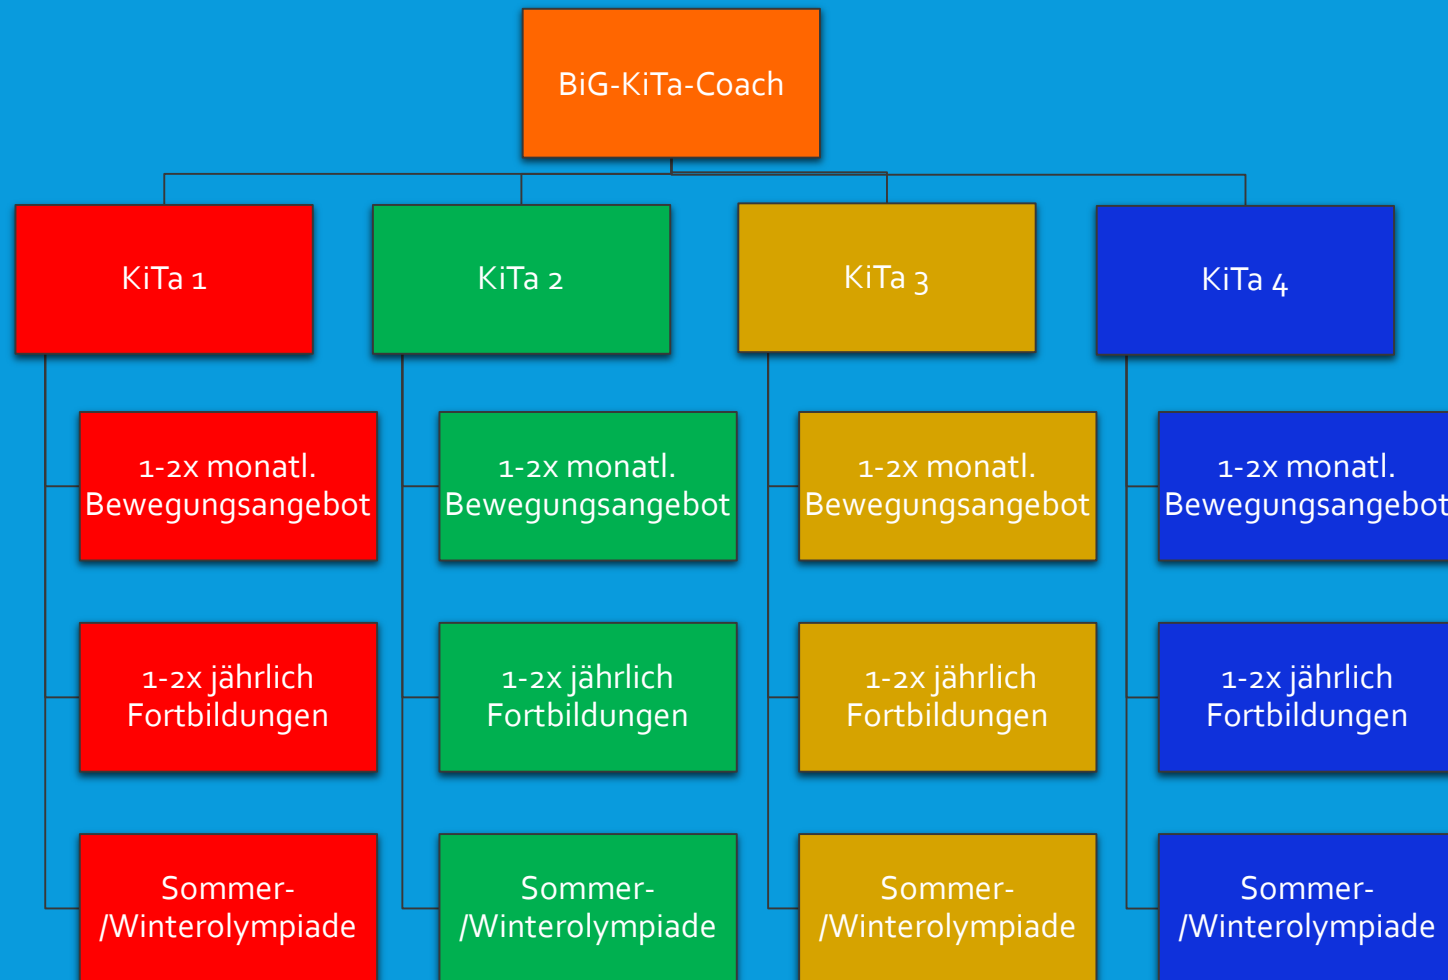 BiG-KiTa-Coach
KiTa 1
KiTa 2
KiTa 3
KiTa 4
1-2x monatl.
Bewegungsangebot
1-2x monatl.
Bewegungsangebot
1-2x monatl.
Bewegungsangebot
1-2x monatl.
Bewegungsangebot
1-2x jährlich
Fortbildungen
1-2x jährlich
Fortbildungen
1-2x jährlich
Fortbildungen
1-2x jährlich
Fortbildungen
Sommer-
/Winterolympiade
Sommer-
/Winterolympiade
Sommer-
/Winterolympiade
Sommer-
/Winterolympiade